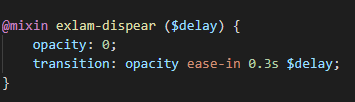 @mixin exlam-dispear ($delay) {
    opacity: 0;
    transition: opacity ease-in 0.3s $delay;
}